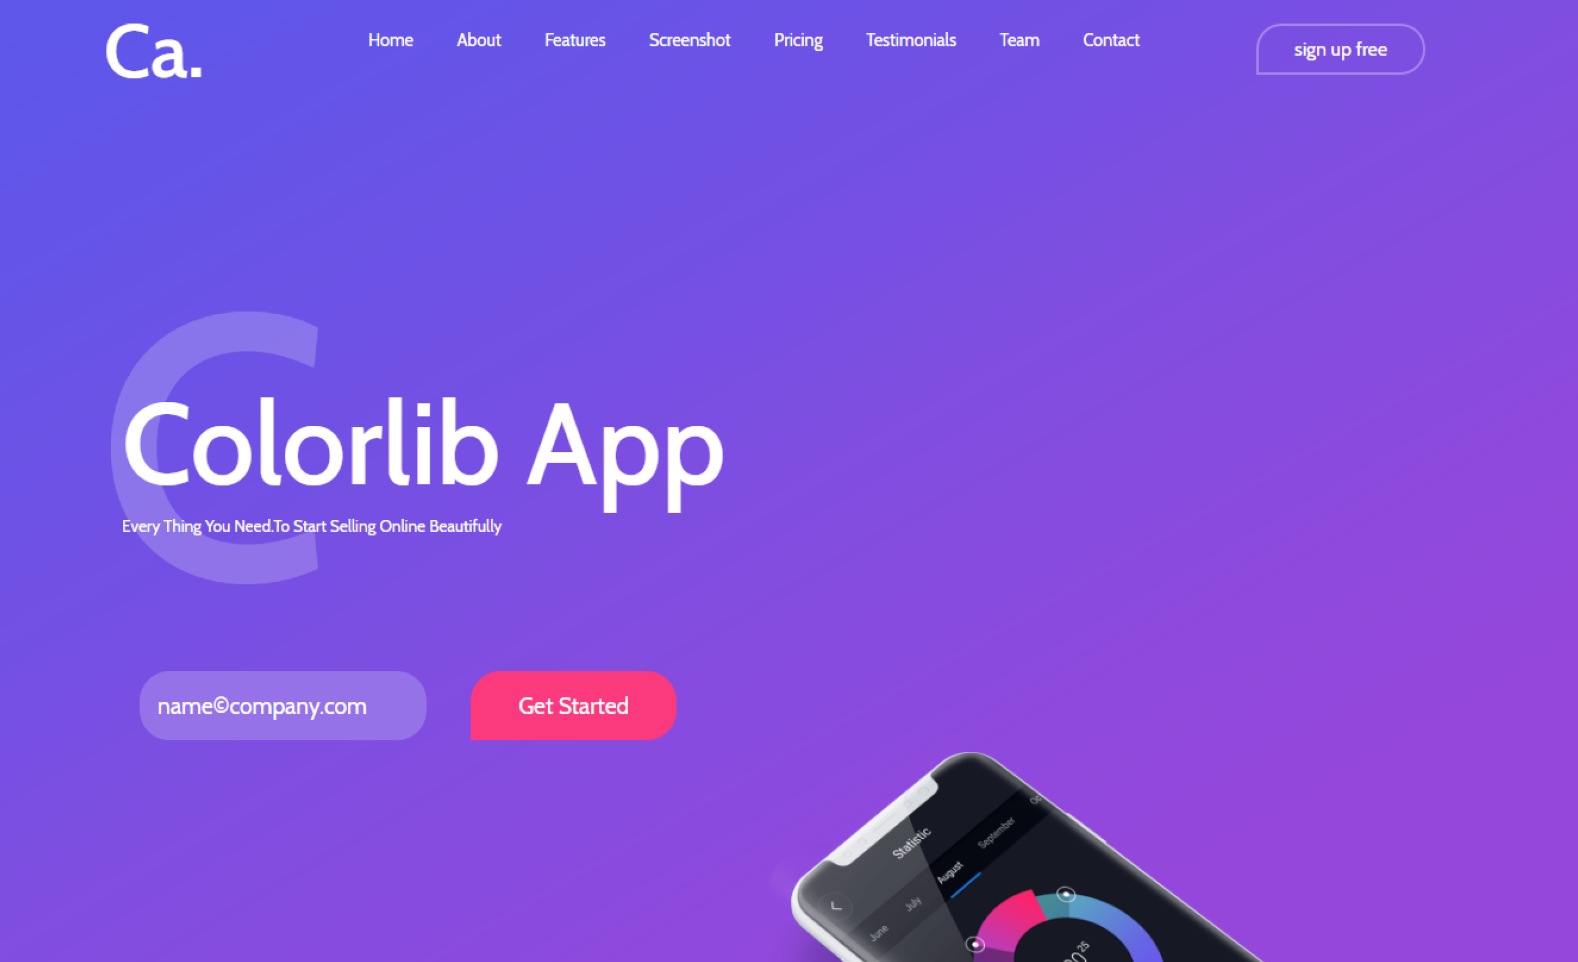 Ca.
Home About Features Screenshot Pricing Testimonials Team Contact
sign up free
C
Colorlib App
Every Thing You Need.To Start Selling Online Beautifully
name©company.com
Get Started
Statistic
June July August September
25